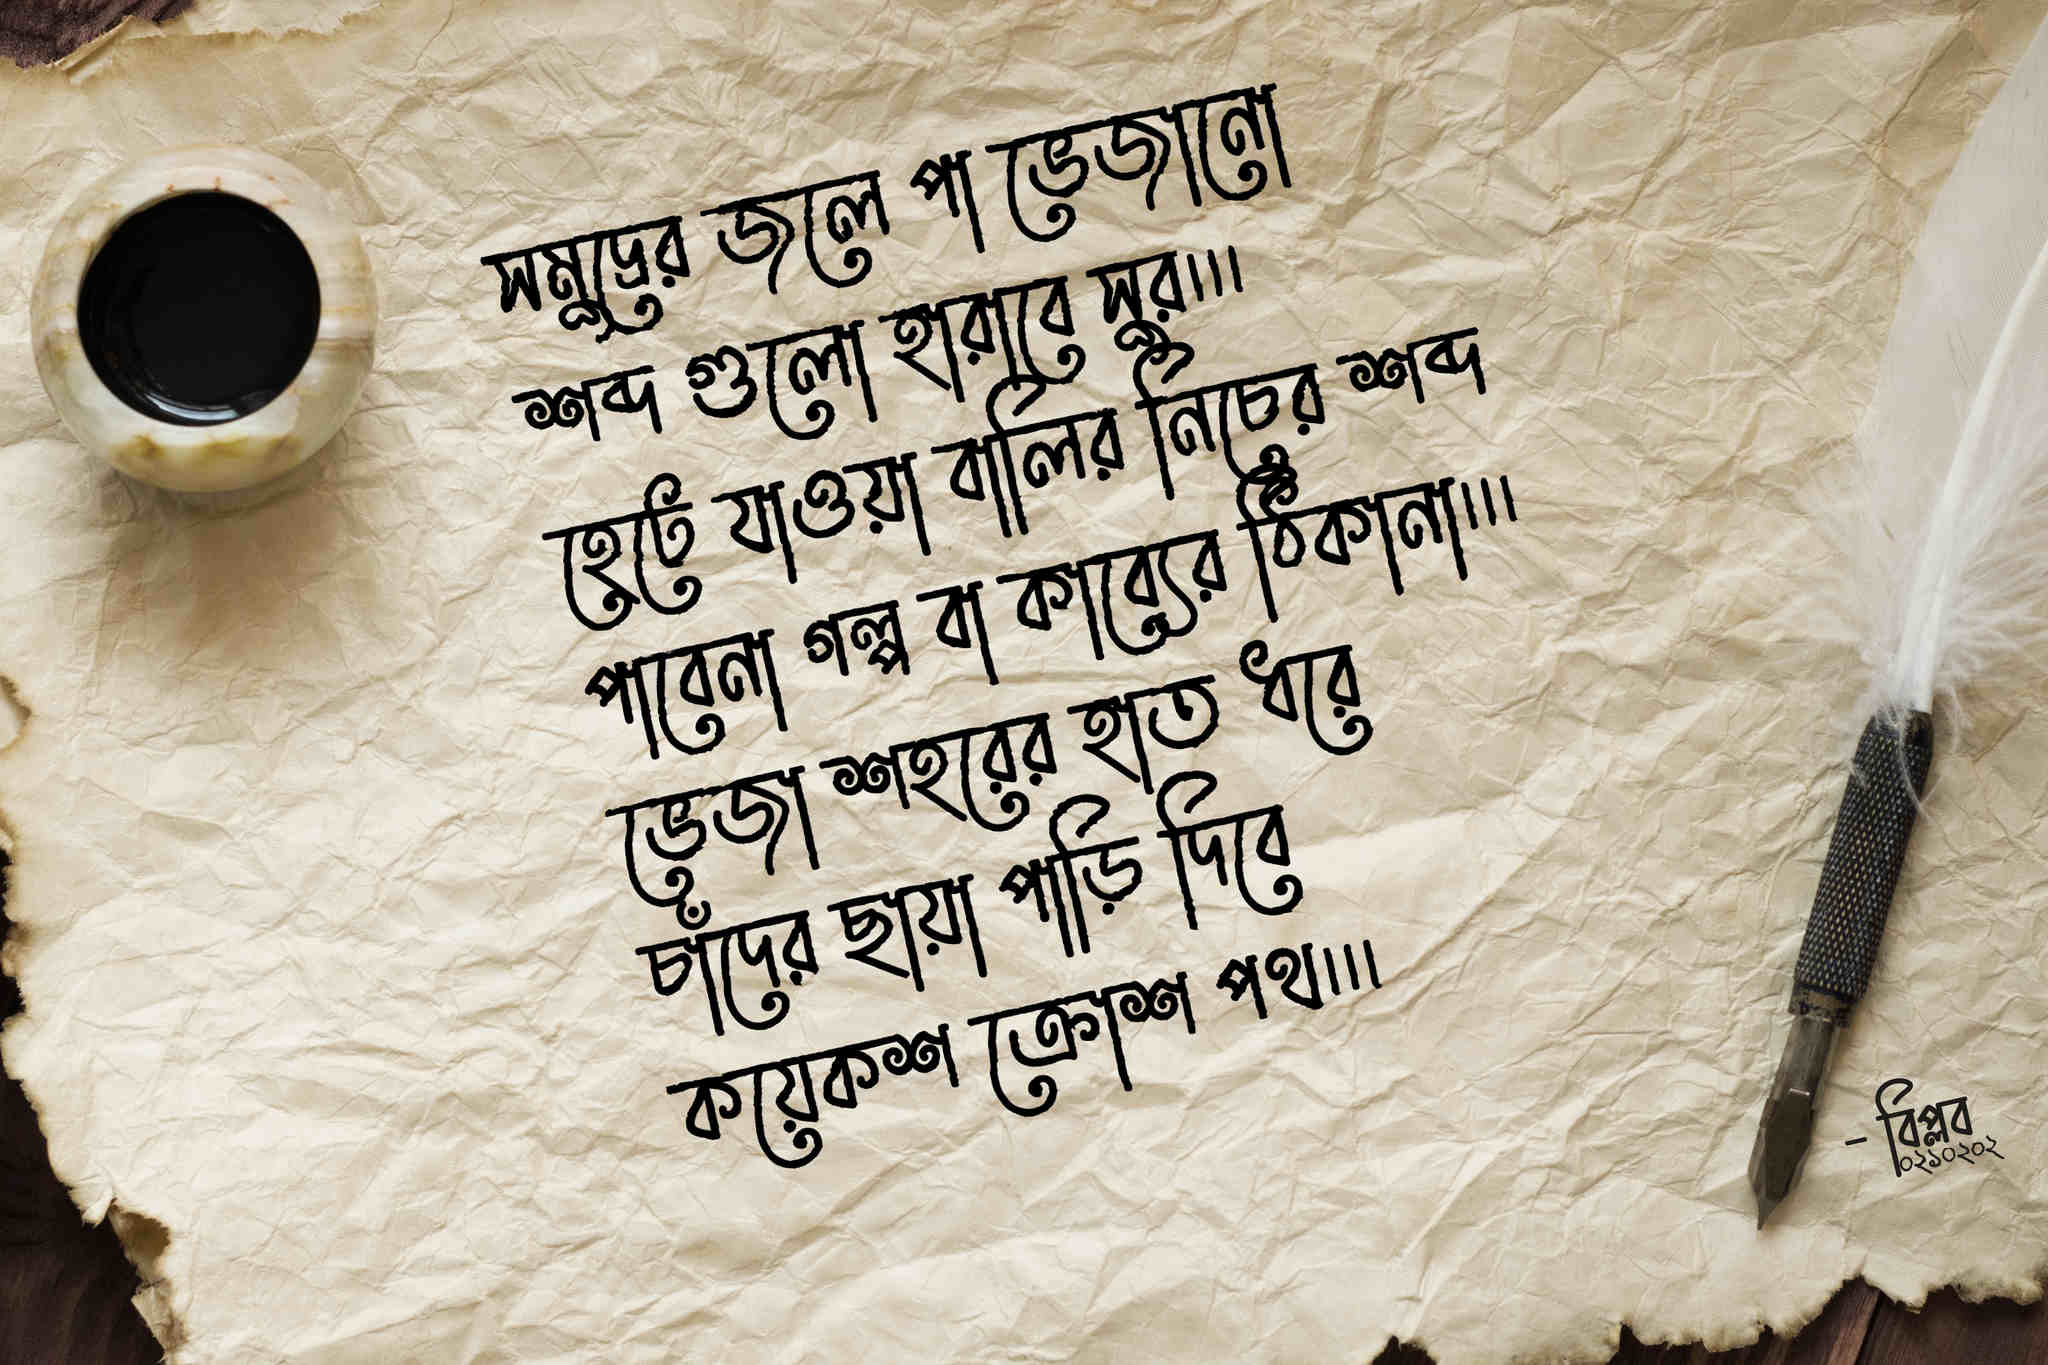 সমুদ্রের জলে পা ভেজানো
শব্দ গুলো হারাবে সুর।।।
হেটে যাওয়া বালির নিচের শব্দ
পাবেনা গল্প বা কাব্যের ঠিকানা।।।
ভেজা শহরের হাত ধরে
চাঁদের ছায়া পাড়ি দিবে
কয়েকশ ক্রোশ পথ।।।
- বিপ্লব
০২১০২০২